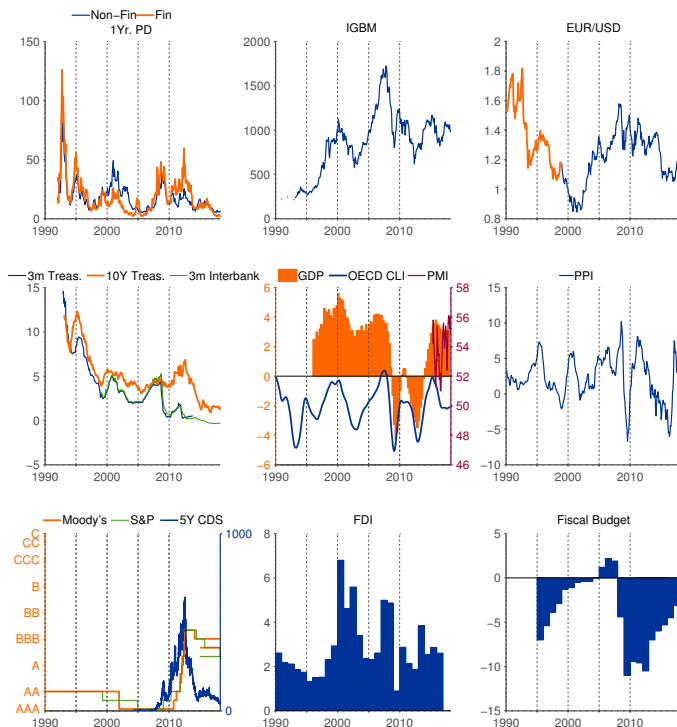 Non-Fin Fin
1Yr. PD
IGBM
EUR/USD
150
100
50
0
1990 2000 2010
2000
1500
1000
500
0
1990 2000 2010
2
1.8
1.6
1.4
1.2
1
0.8
1990 2000 2010
3m Treas. 10Y Treas. 3m Interbank
GDP OECD CLI PMI
PPI
15
10
5
0
-5
1990 2000 2010
6
4
2
0
-2
-4
-6
58
56
54
52
50
48
46
1990 2000 2010
15
10
5
0
-5
-10
1990 2000 2010
Moody's S&P 5Y CDS
FDI
Fiscal Budget
C
CC
CCC
B
BB
BBB
A
AA
AAA
1000
0
1990 2000 2010
8
6
4
2
0
1990 2000 2010
5
0
-5
-10
-15
1990 2000 2010